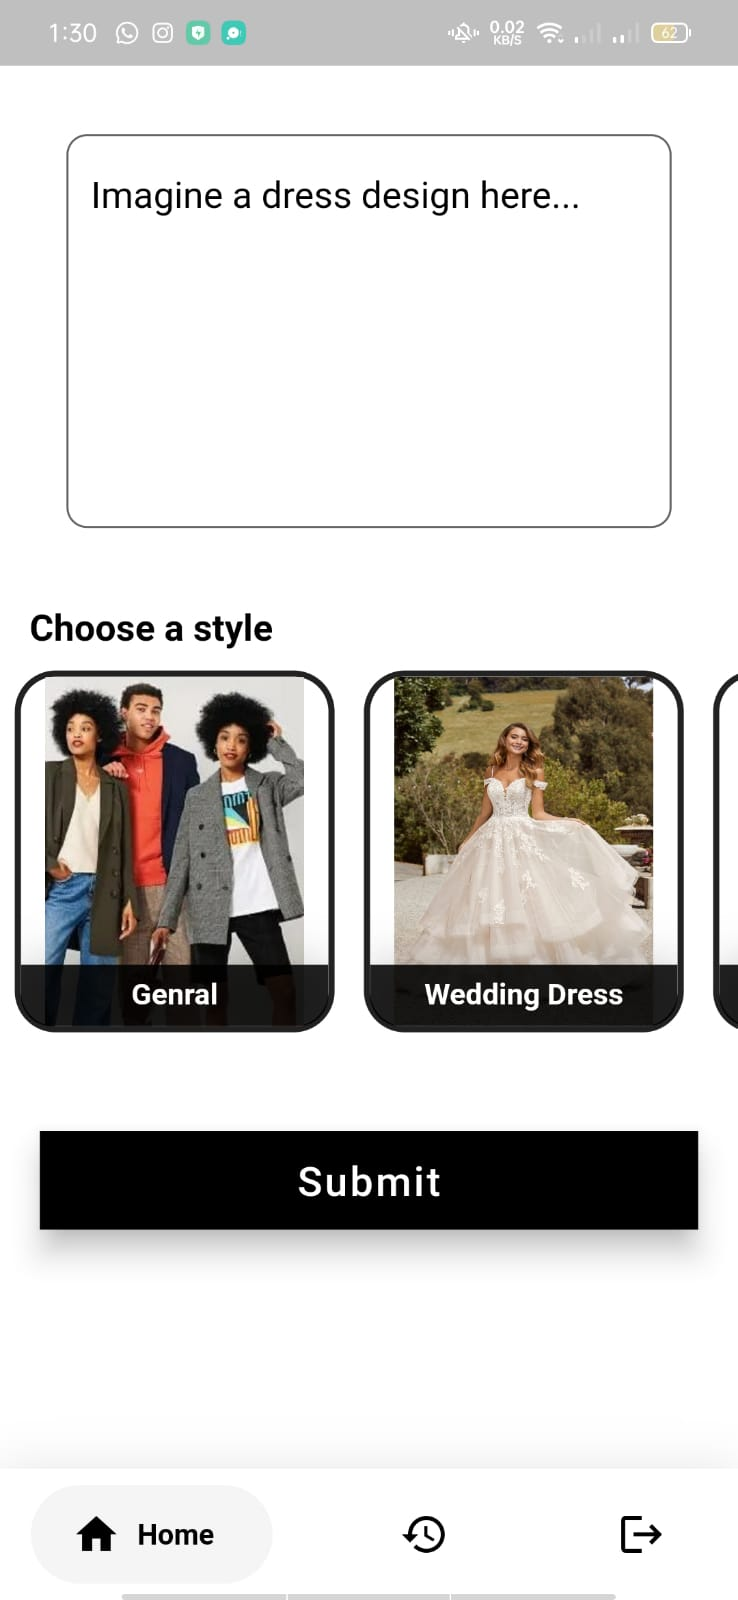 1:30
0.02
KB/S
62
Imagine a dress design here...
Choose a style
Genral
Wedding Dress
Submit
Home